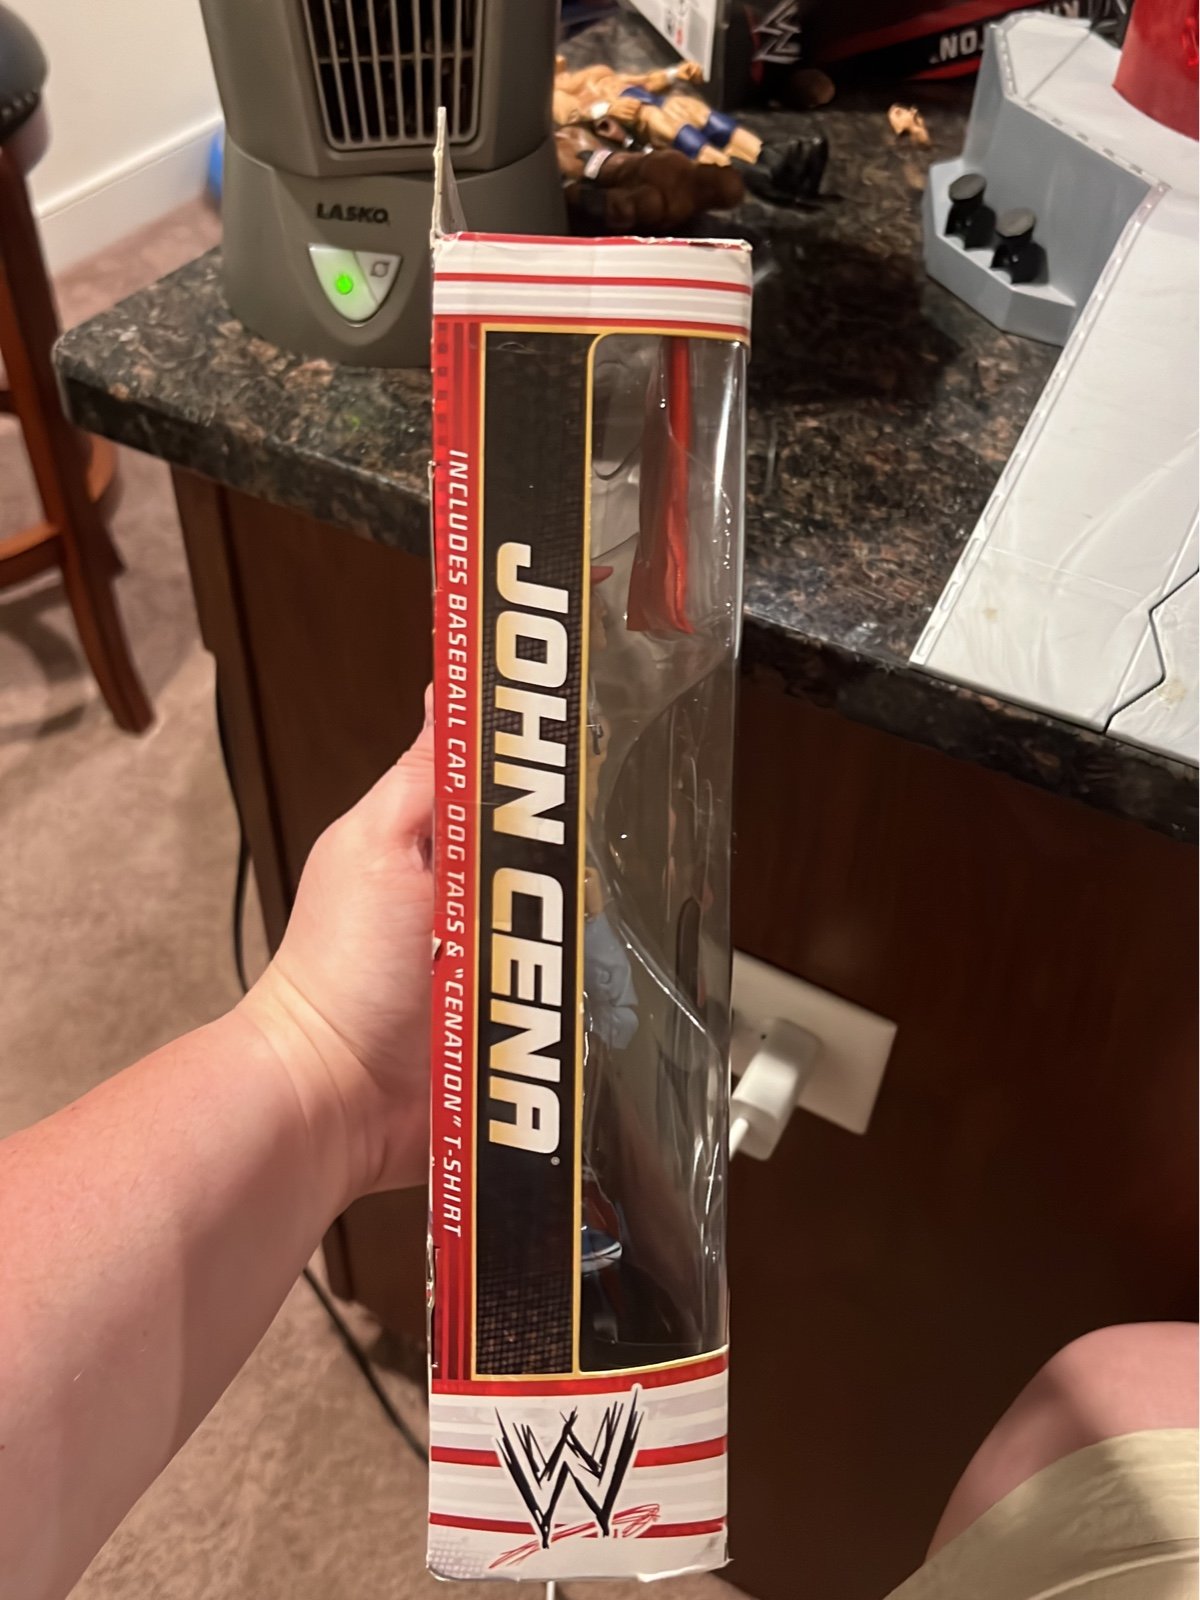 LASKO
INCLUDES BASEBALL CAP, DOG TAGS & "CENATION" T-SHIRT
JOHN CENA®
W